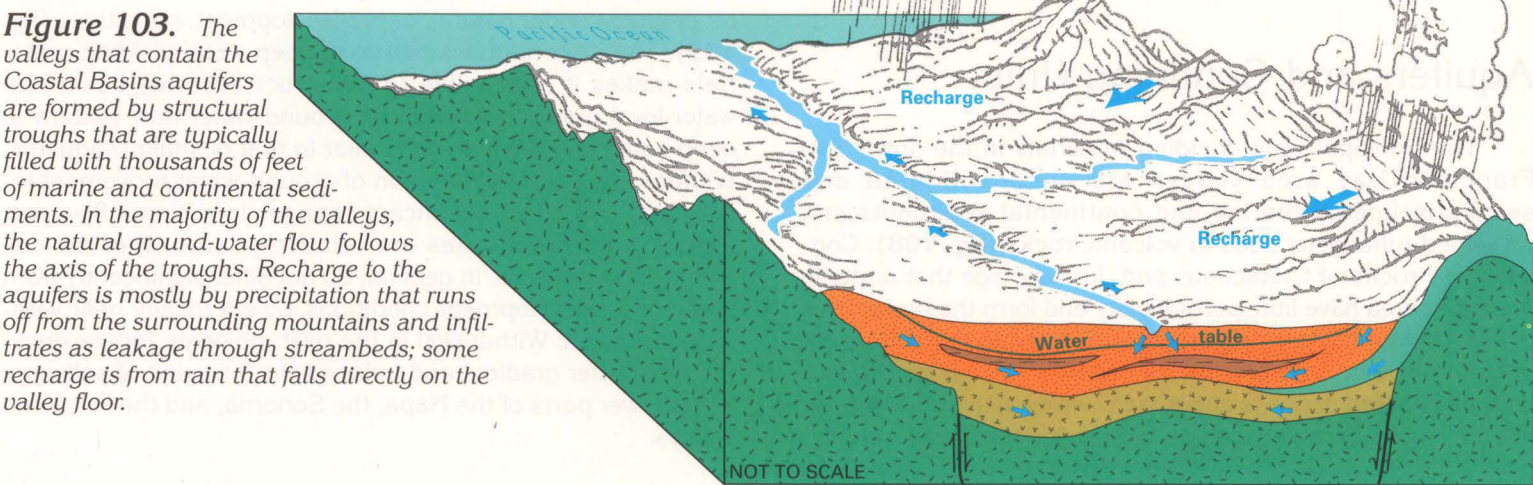 Figure 103. The
valleys that contain the
Coastal Basins aquifers
are formed by structural
troughs that are typically
filled with thousands of feet
of marine and continental sedi-
ments. In the majority of the valleys,
the natural ground-water flow follows
the axis of the troughs. Recharge to the
aquifers is mostly by precipitation that runs
off from the surrounding mountains and infil-
trates as leakage through streambeds; some
recharge is from rain that falls directly on the
valley floor.
Pacific Ocean
Recharge
Recharge
Water table
NOT TO SCALE